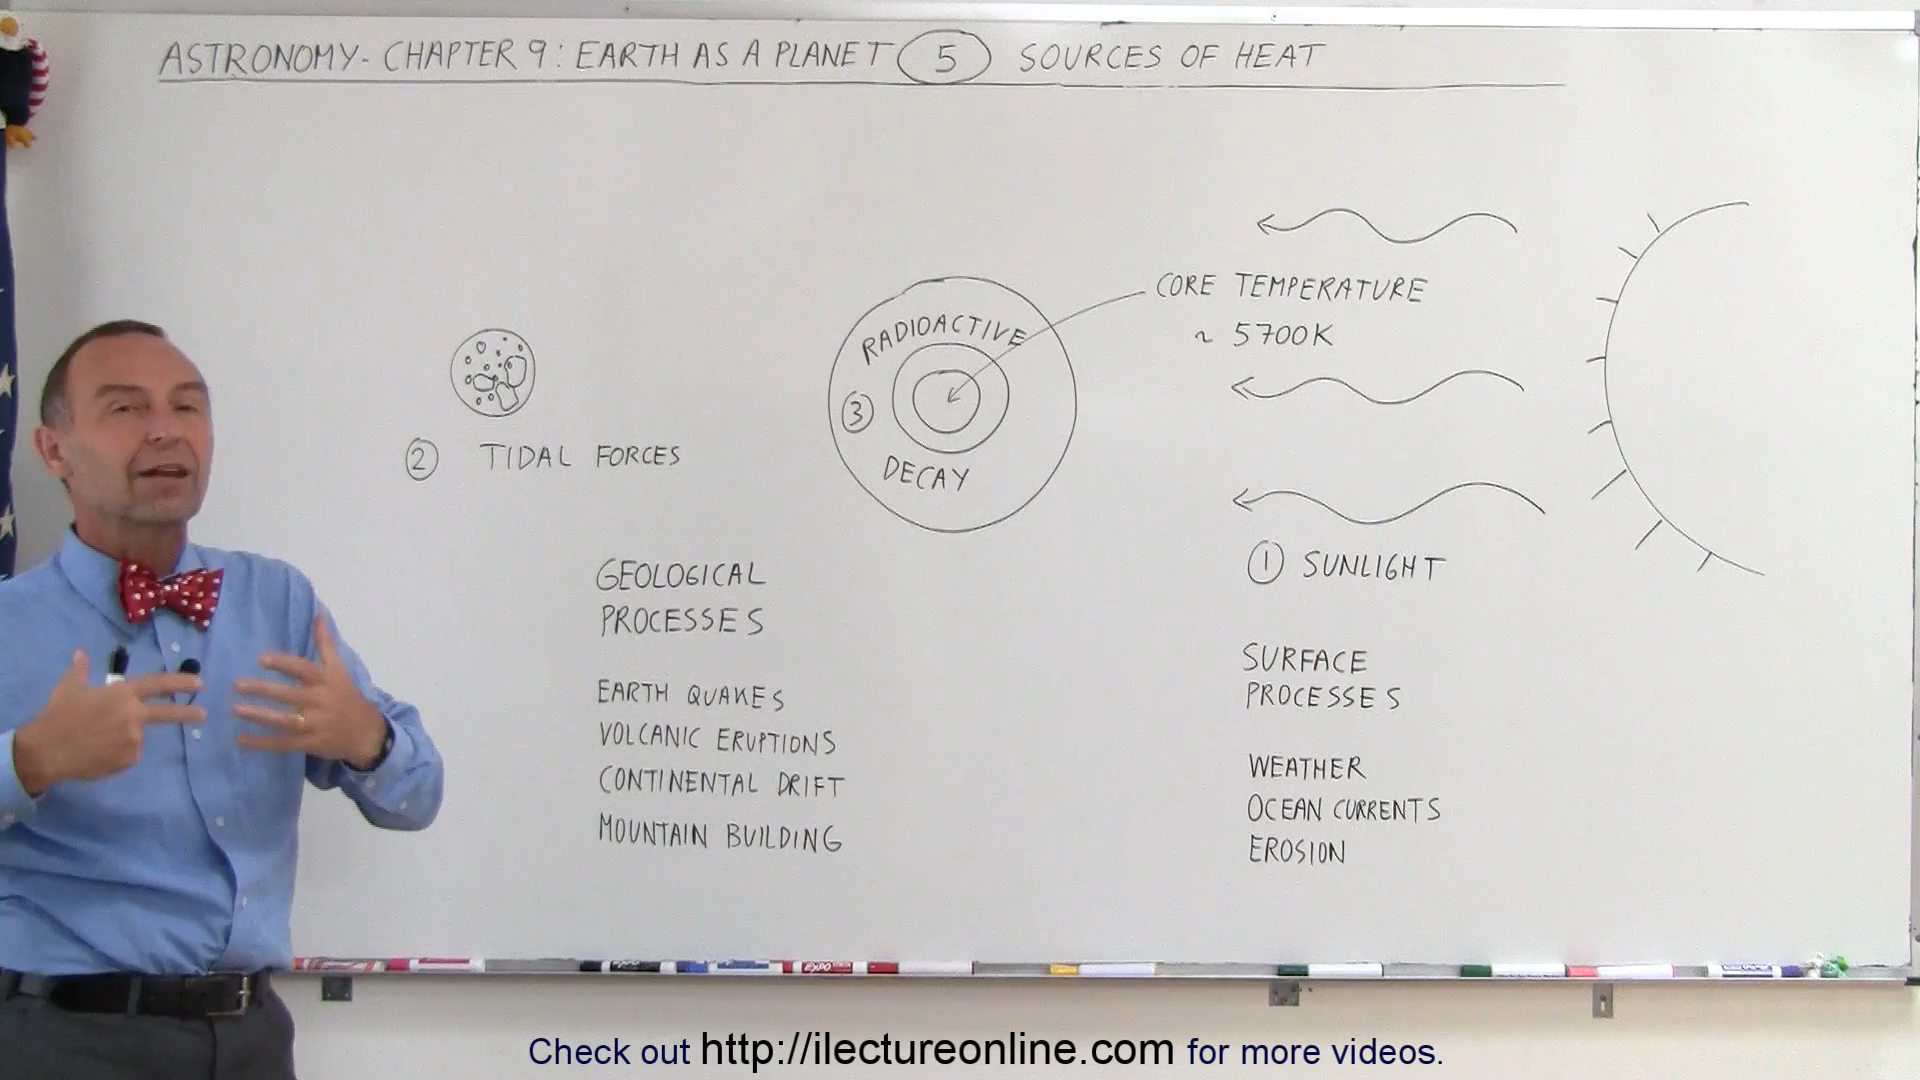 ASTRONOMY- CHAPTER 9: EARTH AS A PLANET 5 SOURCES OF HEAT
CORE TEMPERATURE
~ 5700K
RADIOACTIVE
3
DECAY
2 TIDAL FORCES
1 SUNLIGHT
GEOLOGICAL
PROCESSES
EARTH QUAKES
VOLCANIC ERUPTIONS
CONTINENTAL DRIFT
MOUNTAIN BUILDING
SURFACE
PROCESSES
WEATHER
OCEAN CURRENTS
EROSION
Check out http://ilectureonline.com for more videos.